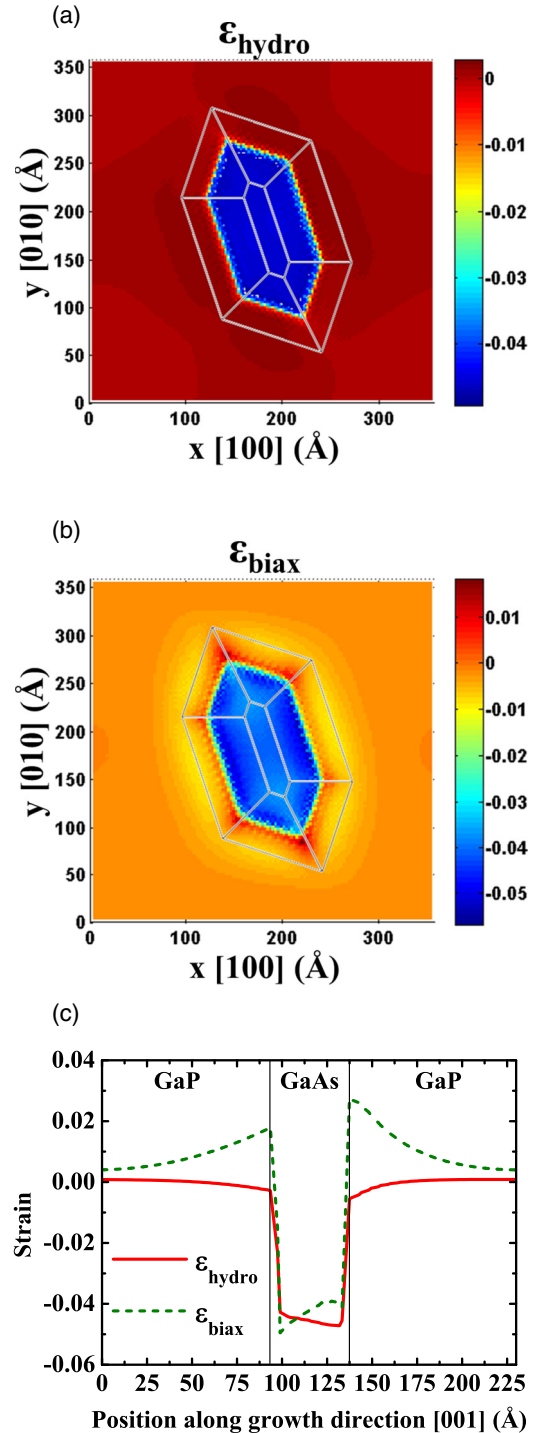 (a)
ε_hydro
350
300
250
200
150
100
50
0
y [010] (Å)
0 100 200 300
x [100] (Å)
0
-0.01
-0.02
-0.03
-0.04
(b)
ε_biax
350
300
250
200
150
100
50
0
y [010] (Å)
0 100 200 300
x [100] (Å)
0.01
0
-0.01
-0.02
-0.03
-0.04
-0.05
(c)
0.04
0.02
0.00
-0.02
-0.04
-0.06
Strain
GaP GaAs GaP
ε_hydro
ε_biax
0 25 50 75 100 125 150 175 200 225
Position along growth direction [001] (Å)